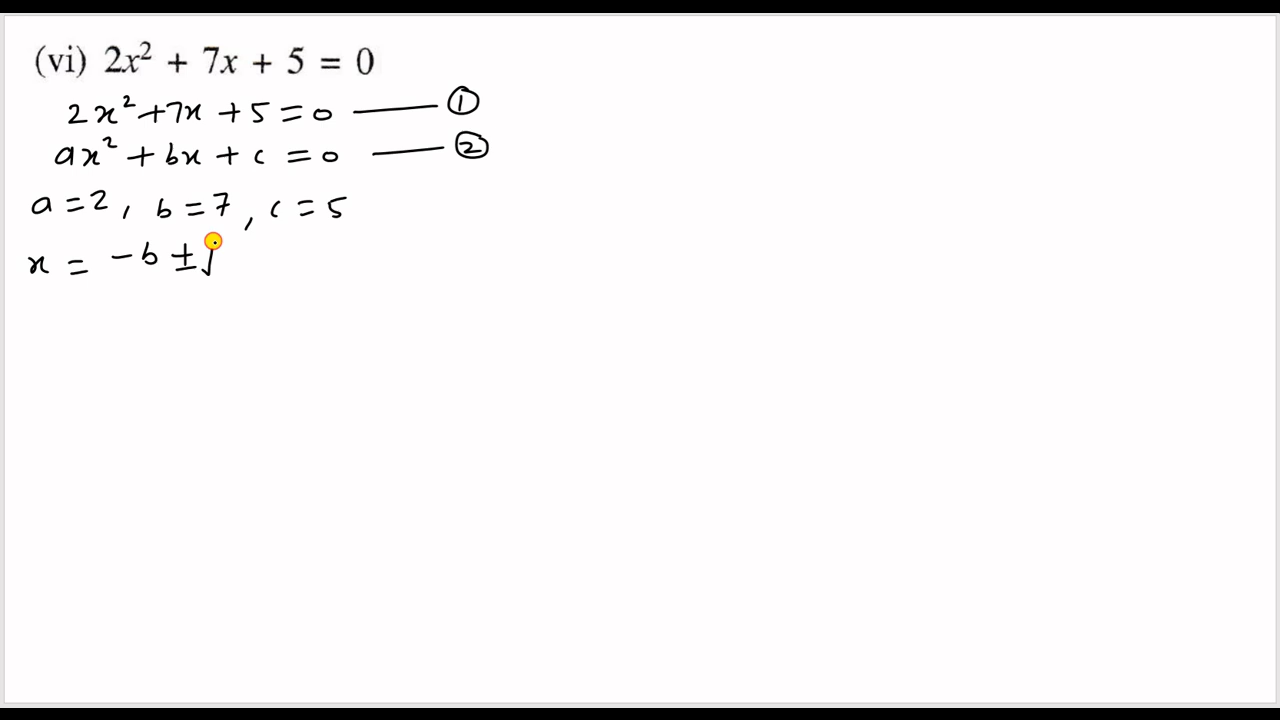 (vi) 2x² + 7x + 5 = 0
2x² + 7x + 5 = 0 —— ①
ax² + bx + c = 0 —— ②
a = 2, b = 7, c = 5
x = -b ± √